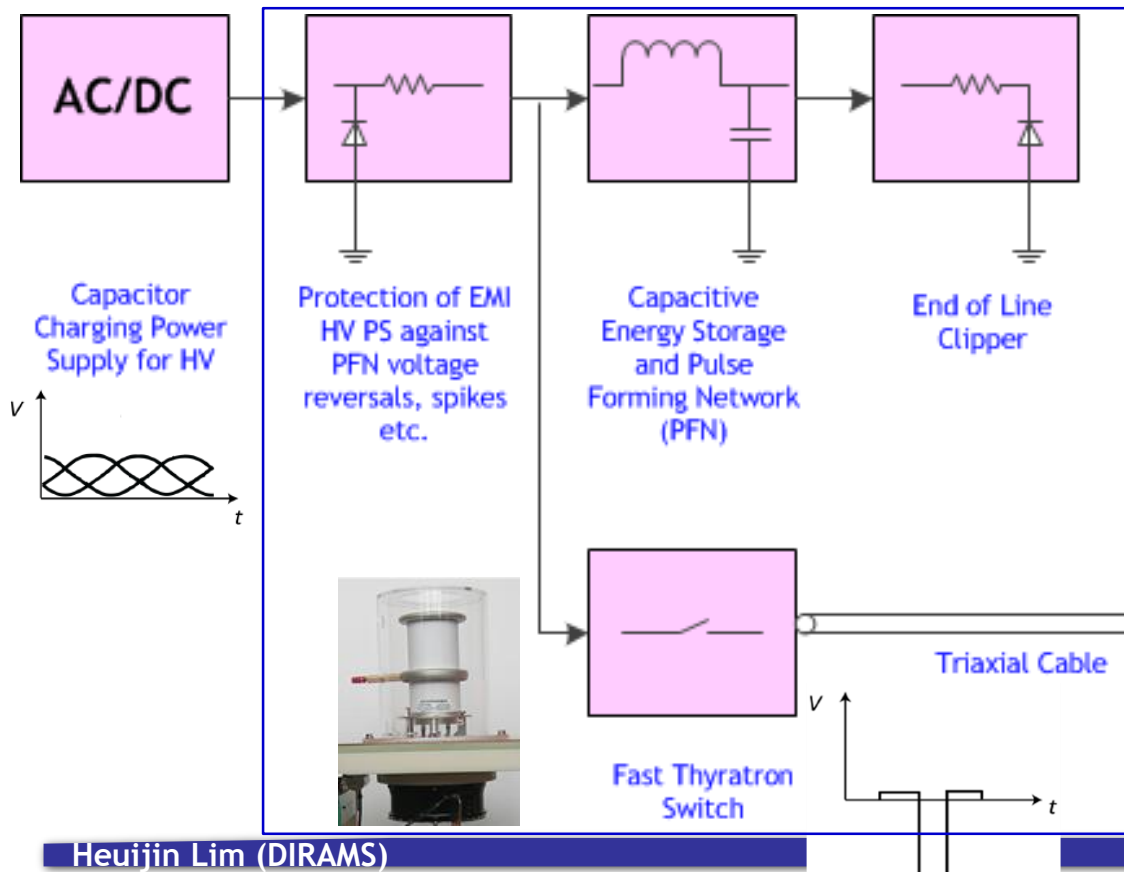 AC/DC
Capacitor
Charging Power
Supply for HV
Protection of EMI
HV PS against
PFN voltage
reversals, spikes
etc.
Capacitive
Energy Storage
and Pulse
Forming Network
(PFN)
End of Line
Clipper
V
t
Triaxial Cable
Fast Thyratron
Switch
V
t
Heuijin Lim (DIRAMS)